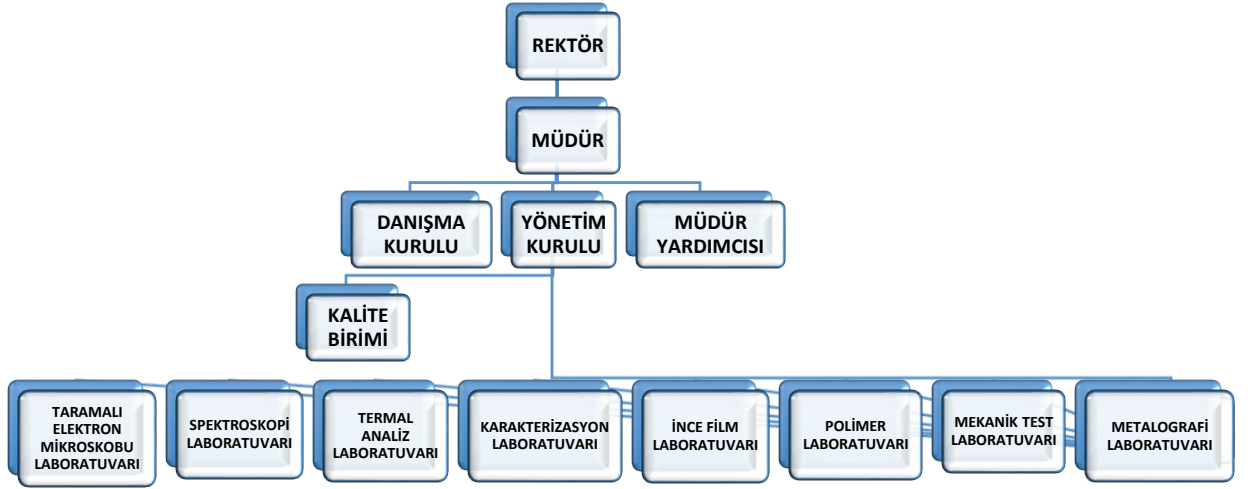 REKTÖR
MÜDÜR
DANIŞMA
KURULU
YÖNETİM
KURULU
MÜDÜR
YARDIMCISI
KALİTE
BİRİMİ
TARAMALI
ELEKTRON
MİKROSKOBU
LABORATUVARI
SPEKTROSKOPİ
LABORATUVARI
TERMAL
ANALİZ
LABORATUVARI
KARAKTERİZASYON
LABORATUVARI
İNCE FİLM
LABORATUVARI
POLİMER
LABORATUVARI
MEKANİK TEST
LABORATUVARI
METALOGRAFİ
LABORATUVARI